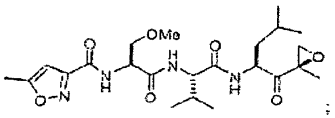 OMe
O H O O
N N N
H H
O N O O
;